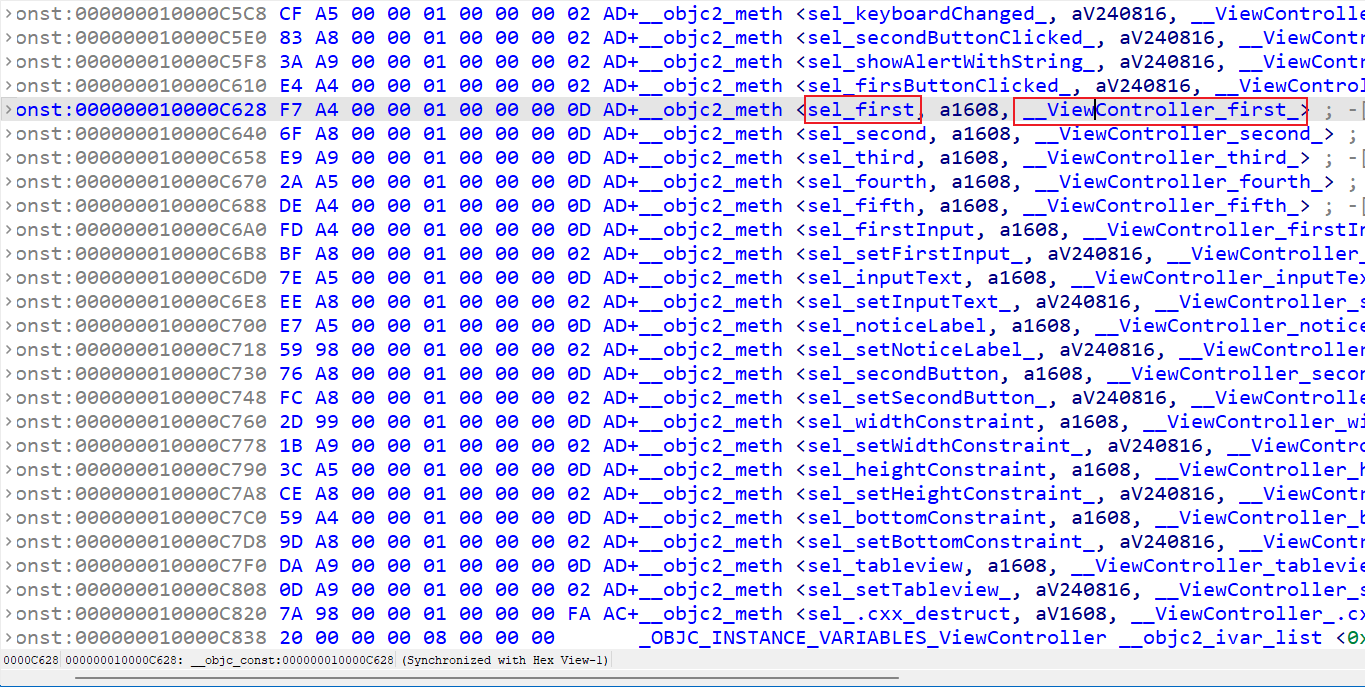 ›onst:000000010000C5C8 CF A5 00 00 01 00 00 00 02 AD+__objc2_meth <sel_keyboardChanged_, aV240816, __ViewControlle
›onst:000000010000C5E0 83 A8 00 00 01 00 00 00 02 AD+__objc2_meth <sel_secondButtonClicked_, aV240816, __ViewCont
›onst:000000010000C5F8 3A A9 00 00 01 00 00 00 02 AD+__objc2_meth <sel_showAlertWithString_, aV240816, __ViewCont
›onst:000000010000C610 E4 A4 00 00 01 00 00 00 02 AD+__objc2_meth <sel_firsButtonClicked_, aV240816, __ViewContro
›onst:000000010000C628 F7 A4 00 00 01 00 00 00 0D AD+__objc2_meth <sel_first, a1608, __ViewController_first_> ; -[
›onst:000000010000C640 6F A8 00 00 01 00 00 00 0D AD+__objc2_meth <sel_second, a1608, __ViewController_second_> ;
›onst:000000010000C658 E9 A9 00 00 01 00 00 00 0D AD+__objc2_meth <sel_third, a1608, __ViewController_third_> ; -[
›onst:000000010000C670 2A A5 00 00 01 00 00 00 0D AD+__objc2_meth <sel_fourth, a1608, __ViewController_fourth_> ;
›onst:000000010000C688 DE A4 00 00 01 00 00 00 0D AD+__objc2_meth <sel_fifth, a1608, __ViewController_fifth_> ; -[
›onst:000000010000C6A0 FD A4 00 00 01 00 00 00 0D AD+__objc2_meth <sel_firstInput, a1608, __ViewController_firstIn
›onst:000000010000C6B8 BF A8 00 00 01 00 00 00 02 AD+__objc2_meth <sel_setFirstInput_, aV240816, __ViewController_
›onst:000000010000C6D0 7E A5 00 00 01 00 00 00 0D AD+__objc2_meth <sel_inputText, a1608, __ViewController_inputTex
›onst:000000010000C6E8 EE A8 00 00 01 00 00 00 02 AD+__objc2_meth <sel_setInputText_, aV240816, __ViewController_s
›onst:000000010000C700 E7 A5 00 00 01 00 00 00 0D AD+__objc2_meth <sel_noticeLabel, a1608, __ViewController_notice
›onst:000000010000C718 59 98 00 00 01 00 00 00 02 AD+__objc2_meth <sel_setNoticeLabel_, aV240816, __ViewController
›onst:000000010000C730 76 A8 00 00 01 00 00 00 0D AD+__objc2_meth <sel_secondButton, a1608, __ViewController_secon
›onst:000000010000C748 FC A8 00 00 01 00 00 00 02 AD+__objc2_meth <sel_setSecondButton_, aV240816, __ViewControlle
›onst:000000010000C760 2D 99 00 00 01 00 00 00 0D AD+__objc2_meth <sel_widthConstraint, a1608, __ViewController_wi
›onst:000000010000C778 1B A9 00 00 01 00 00 00 02 AD+__objc2_meth <sel_setWidthConstraint_, aV240816, __ViewContr
›onst:000000010000C790 3C A5 00 00 01 00 00 00 0D AD+__objc2_meth <sel_heightConstraint, a1608, __ViewController_h
›onst:000000010000C7A8 CE A8 00 00 01 00 00 00 02 AD+__objc2_meth <sel_setHeightConstraint_, aV240816, __ViewCont
›onst:000000010000C7C0 59 A4 00 00 01 00 00 00 0D AD+__objc2_meth <sel_bottomConstraint, a1608, __ViewController_b
›onst:000000010000C7D8 9D A8 00 00 01 00 00 00 02 AD+__objc2_meth <sel_setBottomConstraint_, aV240816, __ViewCont
›onst:000000010000C7F0 DA A9 00 00 01 00 00 00 0D AD+__objc2_meth <sel_tableview, a1608, __ViewController_tablevie
›onst:000000010000C808 0D A9 00 00 01 00 00 00 02 AD+__objc2_meth <sel_setTableview_, aV240816, __ViewController_s
›onst:000000010000C820 7A 98 00 00 01 00 00 00 FA AC+__objc2_meth <sel_.cxx_destruct, aV1608, __ViewController_.cx
›onst:000000010000C838 20 00 00 00 08 00 00 00 _OBJC_INSTANCE_VARIABLES_ViewController __objc2_ivar_list <0x
0000C628 000000010000C628: __objc_const:000000010000C628 (Synchronized with Hex View-1)